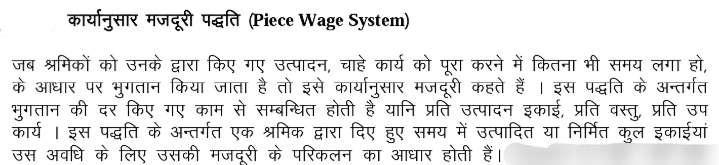 कार्यानुसार मजदूरी पद्धति (Piece Wage System)
जब श्रमिकों को उनके द्वारा किए गए उत्पादन, चाहे कार्य को पूरा करने में कितना भी समय लगा हो,
के आधार पर भुगतान किया जाता है तो इसे कार्यानुसार मजदूरी कहते हैं । इस पद्धति के अन्तर्गत
भुगतान की दर किए गए काम से सम्बन्धित होती है यानि प्रति उत्पादन इकाई, प्रति वस्तु, प्रति उप
कार्य । इस पद्धति के अन्तर्गत एक श्रमिक द्वारा दिए हुए समय में उत्पादित या निर्मित कुल इकाईयां
उस अवधि के लिए उसकी मजदूरी के परिकलन का आधार होती हैं।